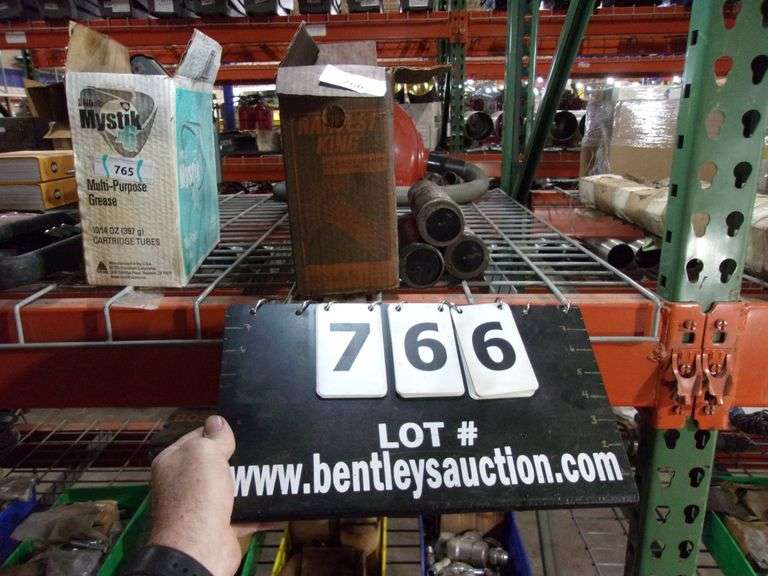 Mystik
765
Multi-Purpose
Grease
10/14 OZ (397 g)
CARTRIDGE TUBES
766
LOT #
www.bentleysauction.com